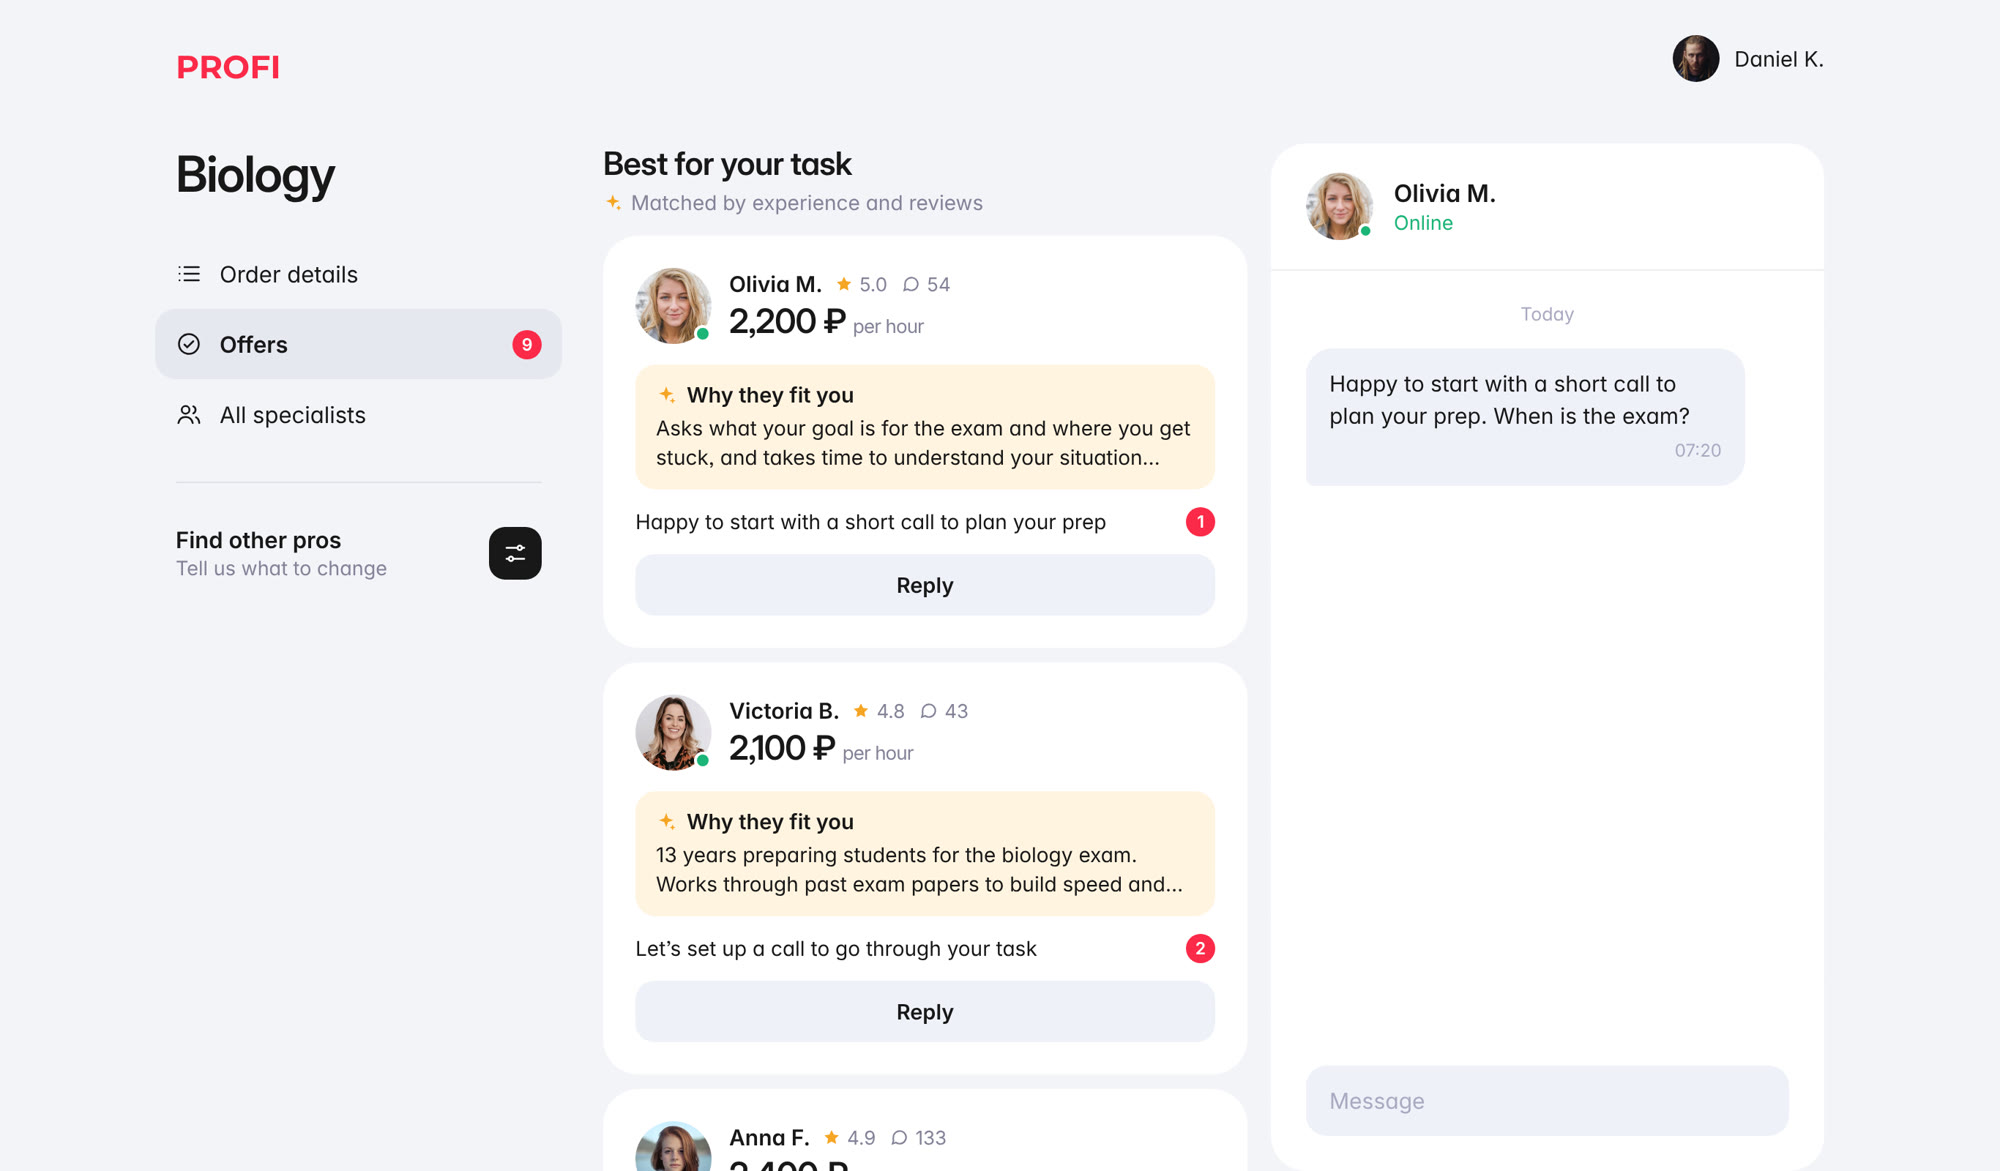 PROFI
Daniel K.
Biology
Order details
Offers
9
All specialists
Find other pros
Tell us what to change
Best for your task
Matched by experience and reviews
Olivia M. 5.0 54
2,200 ₽ per hour
Why they fit you
Asks what your goal is for the exam and where you get
stuck, and takes time to understand your situation...
Happy to start with a short call to plan your prep
1
Reply
Victoria B. 4.8 43
2,100 ₽ per hour
Why they fit you
13 years preparing students for the biology exam.
Works through past exam papers to build speed and...
Let’s set up a call to go through your task
2
Reply
Anna F. 4.9 133
2,400 ₽
Olivia M.
Online
Today
Happy to start with a short call to
plan your prep. When is the exam?
07:20
Message